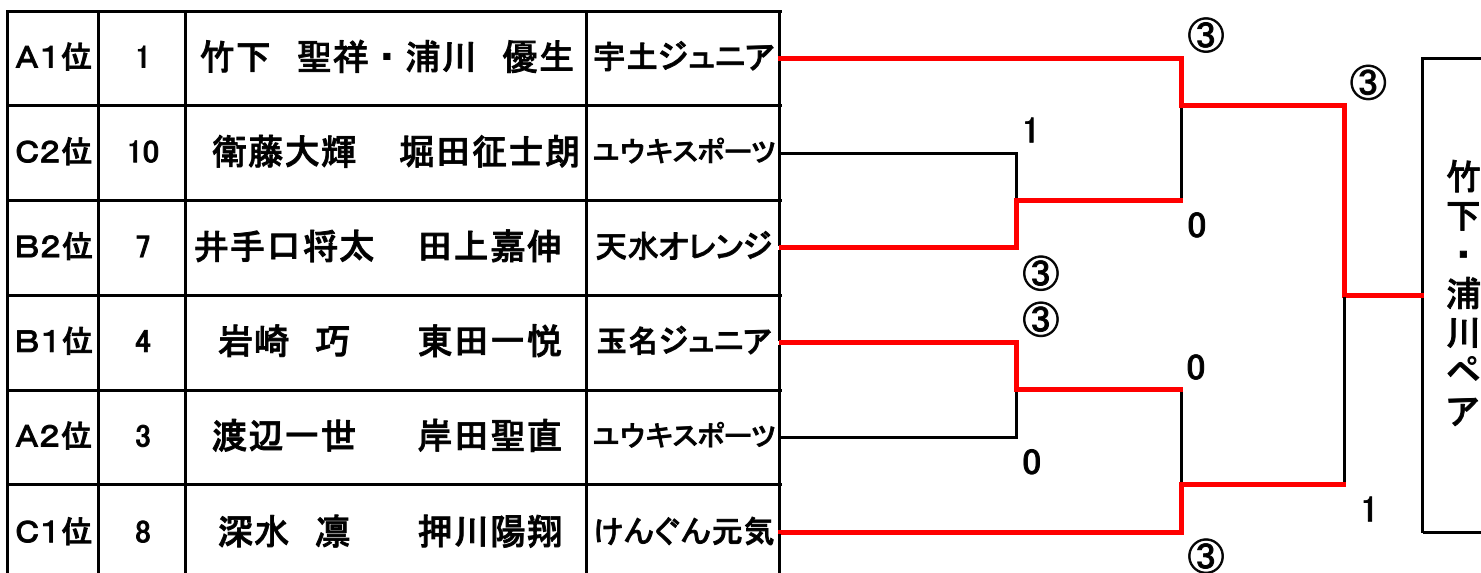 A1位 1 竹下 聖祥・浦川 優生 宇土ジュニア
C2位 10 衛藤大輝 堀田征士朗 ユウキスポーツ
B2位 7 井手口将太 田上嘉伸 天水オレンジ
B1位 4 岩崎 巧 東田一悦 玉名ジュニア
A2位 3 渡辺一世 岸田聖直 ユウキスポーツ
C1位 8 深水 凛 押川陽翔 けんぐん元気
③
1
0
③
③
0
0
③
③
1
竹下・浦川ペア